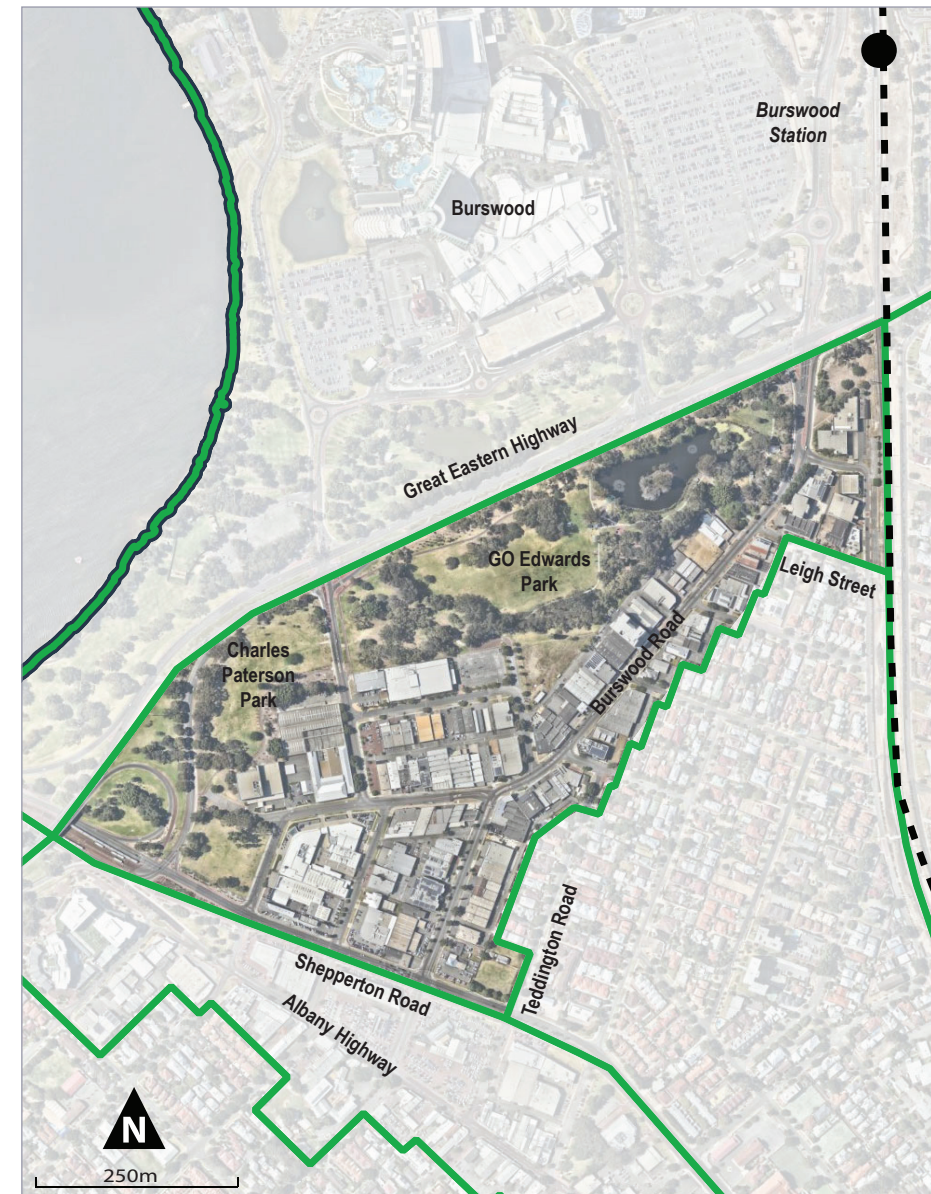 Burswood
Station
Burswood
Great Eastern Highway
GO Edwards
Park
Leigh Street
Burswood Road
Charles
Paterson
Park
Teddington Road
Shepperton Road
Albany Highway
N
250m